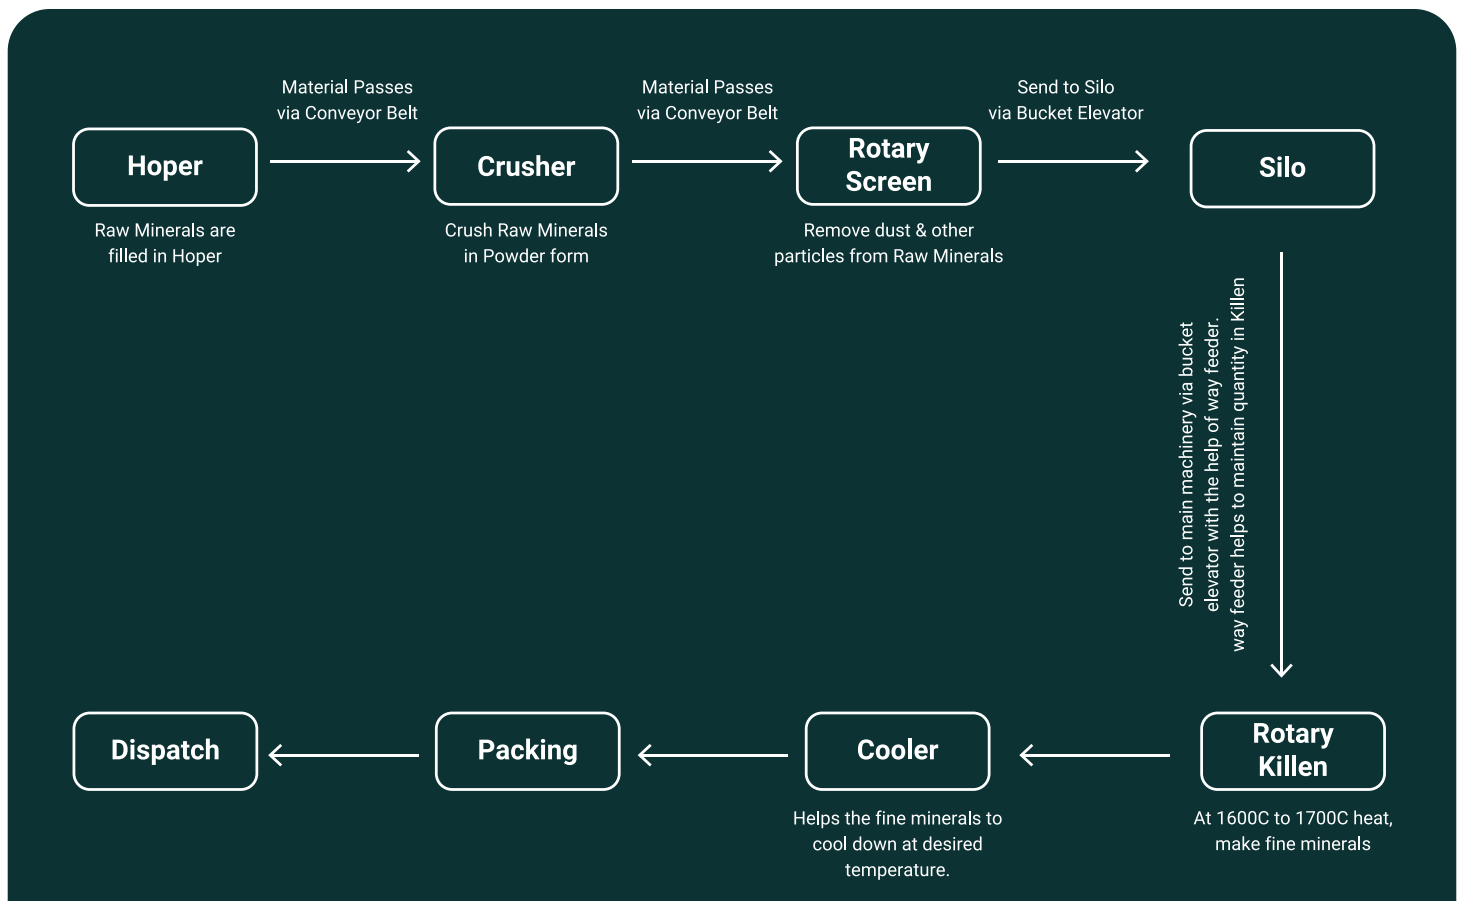 Material Passes
via Conveyor Belt
Material Passes
via Conveyor Belt
Send to Silo
via Bucket Elevator
Hoper
Crusher
Rotary
Screen
Silo
Raw Minerals are
filled in Hoper
Crush Raw Minerals
in Powder form
Remove dust & other
particles from Raw Minerals
Send to main machinery via bucket
elevator with the help of way feeder.
way feeder helps to maintain quantity in Killen
Rotary
Killen
Cooler
Packing
Dispatch
At 1600C to 1700C heat,
make fine minerals
Helps the fine minerals to
cool down at desired
temperature.